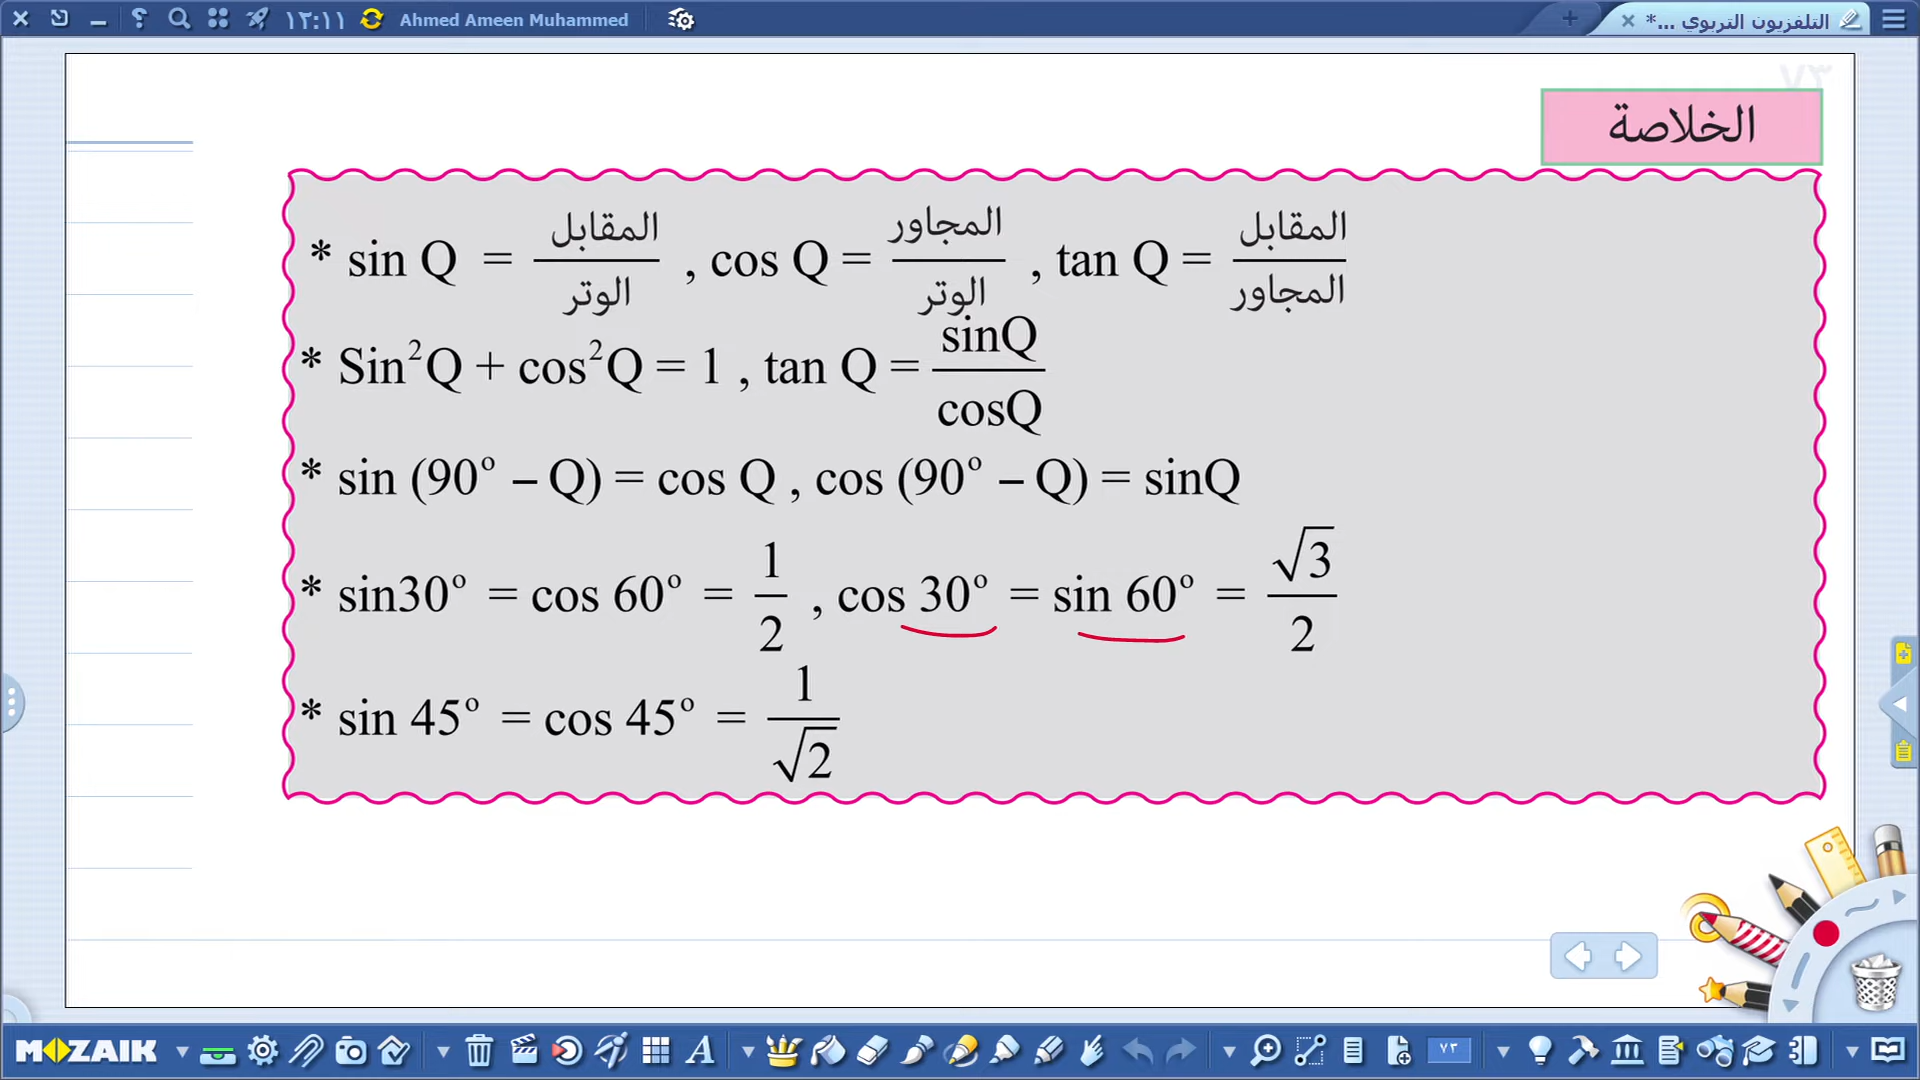 ١٣:١١ Ahmed Ameen Muhammed التلفزيون التربوي ...*
٧٣
الخلاصة
* sin Q = المقابل / الوتر , cos Q = المجاور / الوتر , tan Q = المقابل / المجاور
* Sin²Q + cos²Q = 1 , tan Q = sinQ / cosQ
* sin (90° – Q) = cos Q , cos (90° – Q) = sinQ
* sin30° = cos 60° = 1/2 , cos 30° = sin 60° = √3/2
* sin 45° = cos 45° = 1/√2
MOZAIK A ٧٣